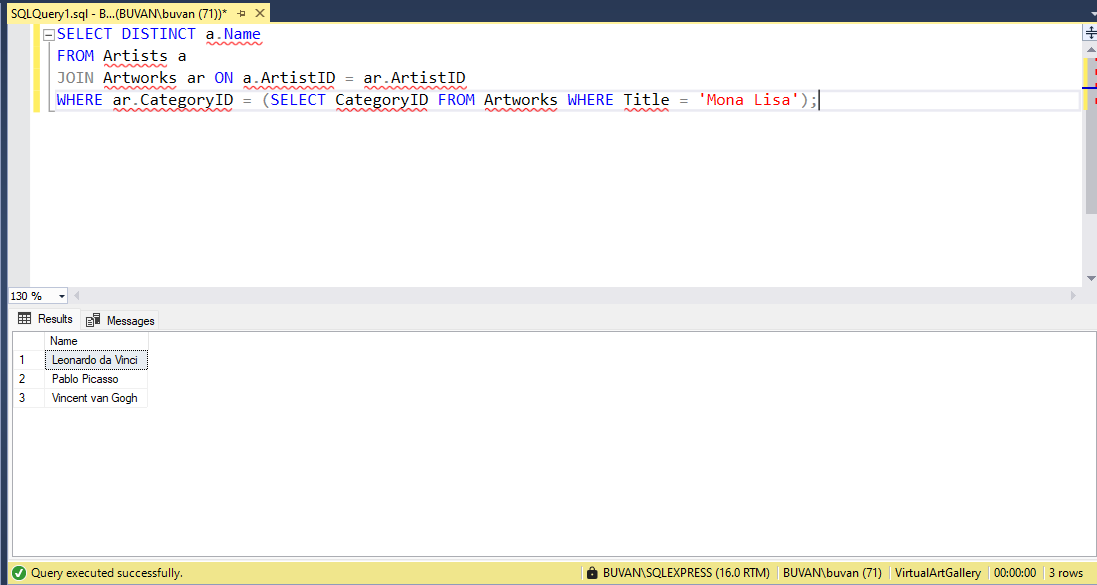 SQLQuery1.sql - B...(BUVAN\buvan (71))*
SELECT DISTINCT a.Name
FROM Artists a
JOIN Artworks ar ON a.ArtistID = ar.ArtistID
WHERE ar.CategoryID = (SELECT CategoryID FROM Artworks WHERE Title = 'Mona Lisa');
130 %
Results Messages
Name
1 Leonardo da Vinci
2 Pablo Picasso
3 Vincent van Gogh
Query executed successfully. BUVAN\SQLEXPRESS (16.0 RTM) BUVAN\buvan (71) VirtualArtGallery 00:00:00 3 rows